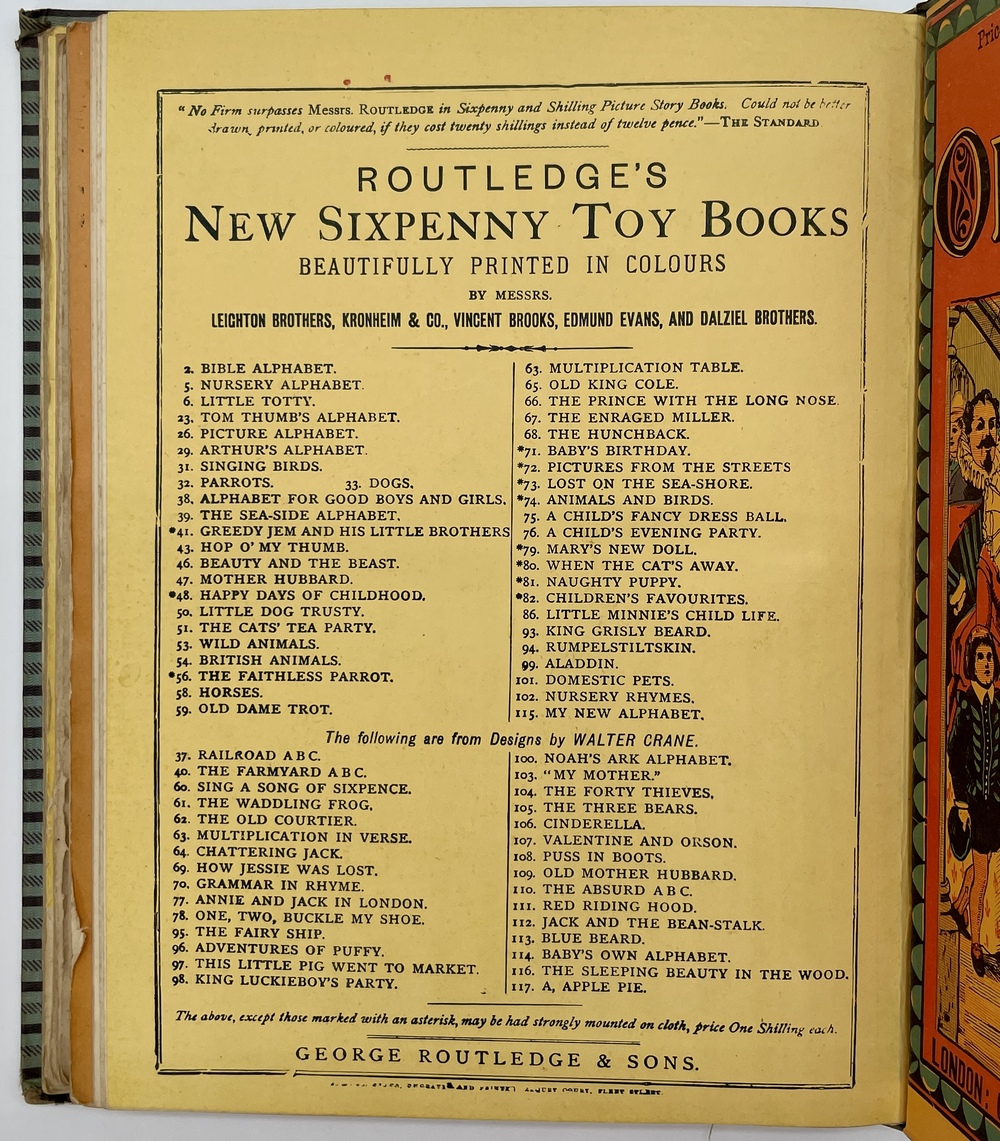 “No Firm surpasses Messrs. ROUTLEDGE in Sixpenny and Shilling Picture Story Books. Could not be better
drawn, printed, or coloured, if they cost twenty shillings instead of twelve pence.”—THE STANDARD
ROUTLEDGE'S
NEW SIXPENNY TOY BOOKS
BEAUTIFULLY PRINTED IN COLOURS
BY MESSRS.
LEIGHTON BROTHERS, KRONHEIM & CO., VINCENT BROOKS, EDMUND EVANS, AND DALZIEL BROTHERS.
2. BIBLE ALPHABET.
5. NURSERY ALPHABET.
6. LITTLE TOTTY.
23. TOM THUMB'S ALPHABET.
26. PICTURE ALPHABET.
29. ARTHUR'S ALPHABET.
31. SINGING BIRDS.
32. PARROTS. 33. DOGS.
38. ALPHABET FOR GOOD BOYS AND GIRLS.
39. THE SEA-SIDE ALPHABET.
*41. GREEDY JEM AND HIS LITTLE BROTHERS
43. HOP O' MY THUMB.
46. BEAUTY AND THE BEAST.
47. MOTHER HUBBARD.
*48. HAPPY DAYS OF CHILDHOOD.
50. LITTLE DOG TRUSTY.
51. THE CATS' TEA PARTY.
53. WILD ANIMALS.
54. BRITISH ANIMALS.
*56. THE FAITHLESS PARROT.
58. HORSES.
59. OLD DAME TROT.
63. MULTIPLICATION TABLE.
65. OLD KING COLE.
66. THE PRINCE WITH THE LONG NOSE.
67. THE ENRAGED MILLER.
68. THE HUNCHBACK.
*71. BABY'S BIRTHDAY.
*72. PICTURES FROM THE STREETS
*73. LOST ON THE SEA-SHORE.
*74. ANIMALS AND BIRDS.
75. A CHILD'S FANCY DRESS BALL.
76. A CHILD'S EVENING PARTY.
*79. MARY'S NEW DOLL.
*80. WHEN THE CAT'S AWAY.
*81. NAUGHTY PUPPY.
*82. CHILDREN'S FAVOURITES.
86. LITTLE MINNIE'S CHILD LIFE.
93. KING GRISLY BEARD.
94. RUMPELSTILTSKIN.
99. ALADDIN.
101. DOMESTIC PETS.
102. NURSERY RHYMES.
115. MY NEW ALPHABET.
The following are from Designs by WALTER CRANE.
37. RAILROAD A B C.
40. THE FARMYARD A B C.
60. SING A SONG OF SIXPENCE.
61. THE WADDLING FROG.
62. THE OLD COURTIER.
63. MULTIPLICATION IN VERSE.
64. CHATTERING JACK.
69. HOW JESSIE WAS LOST.
70. GRAMMAR IN RHYME.
77. ANNIE AND JACK IN LONDON.
78. ONE, TWO, BUCKLE MY SHOE.
95. THE FAIRY SHIP.
96. ADVENTURES OF PUFFY.
97. THIS LITTLE PIG WENT TO MARKET.
98. KING LUCKIEBOY'S PARTY.
100. NOAH'S ARK ALPHABET.
103. “MY MOTHER.”
104. THE FORTY THIEVES.
105. THE THREE BEARS.
106. CINDERELLA.
107. VALENTINE AND ORSON.
108. PUSS IN BOOTS.
109. OLD MOTHER HUBBARD.
110. THE ABSURD A B C.
111. RED RIDING HOOD.
112. JACK AND THE BEAN-STALK.
113. BLUE BEARD.
114. BABY'S OWN ALPHABET.
116. THE SLEEPING BEAUTY IN THE WOOD.
117. A, APPLE PIE.
The above, except those marked with an asterisk, may be had strongly mounted on cloth, price One Shilling each.
GEORGE ROUTLEDGE & SONS.
COURT, FLEET STREET.
LONDON: